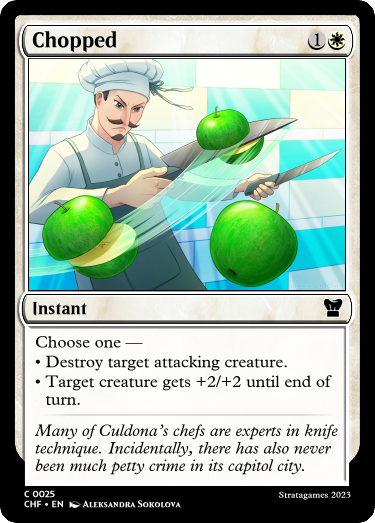 Chopped 1
Instant
Choose one —
• Destroy target attacking creature.
• Target creature gets +2/+2 until end of
turn.
Many of Culdona's chefs are experts in knife
technique. Incidentally, there has also never
been much petty crime in its capitol city.
C 0025
Stratagames 2023
CHF • EN Aleksandra Sokolova